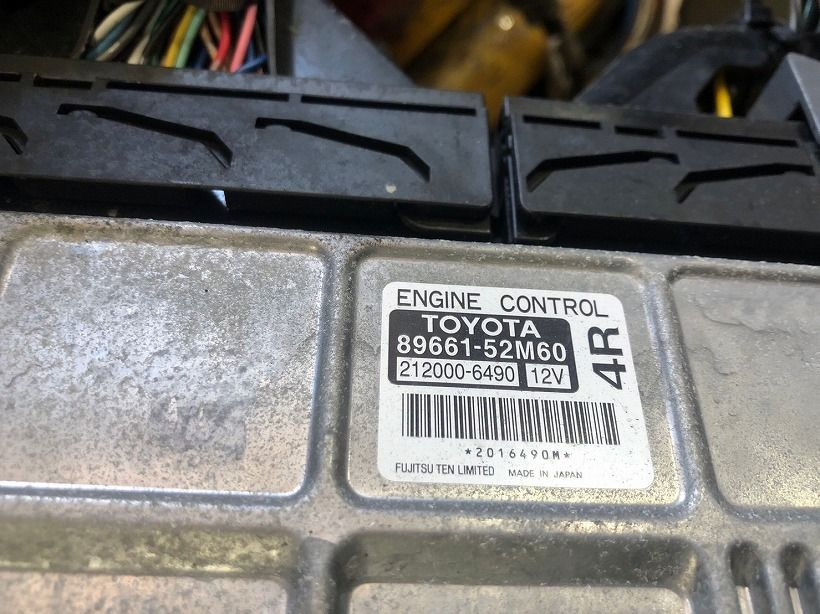 ENGINE CONTROL
TOYOTA
89661-52M60
212000-6490 12V
4R
*2016490M*
FUJITSU TEN LIMITED MADE IN JAPAN